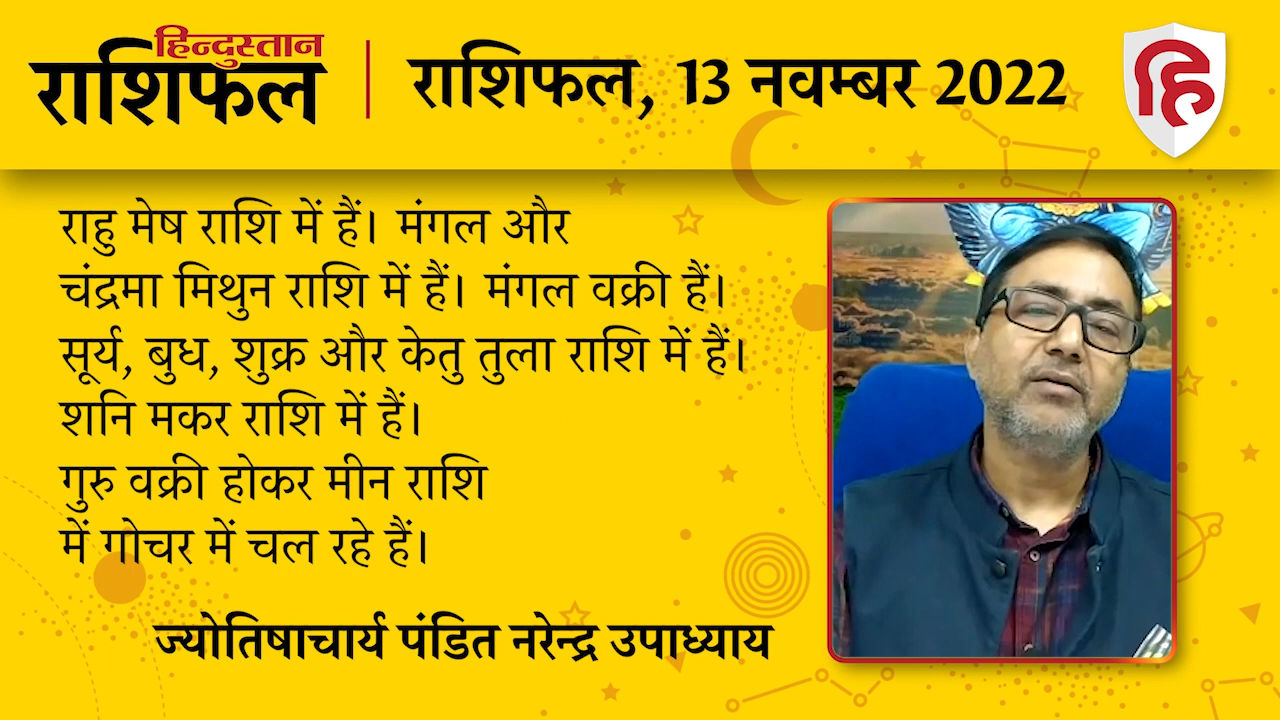 हिन्दुस्तान
राशिफल
राशिफल, 13 नवम्बर 2022
हि
राहु मेष राशि में हैं। मंगल और
चंद्रमा मिथुन राशि में हैं। मंगल वक्री हैं।
सूर्य, बुध, शुक्र और केतु तुला राशि में हैं।
शनि मकर राशि में हैं।
गुरु वक्री होकर मीन राशि
में गोचर में चल रहे हैं।
ज्योतिषाचार्य पंडित नरेन्द्र उपाध्याय